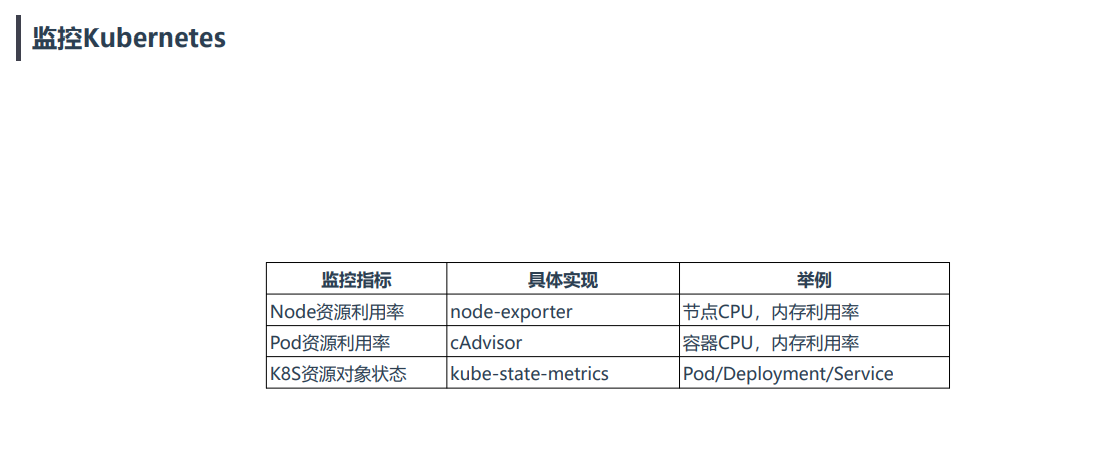 监控Kubernetes
监控指标 具体实现 举例
Node资源利用率 node-exporter 节点CPU，内存利用率
Pod资源利用率 cAdvisor 容器CPU，内存利用率
K8S资源对象状态 kube-state-metrics Pod/Deployment/Service